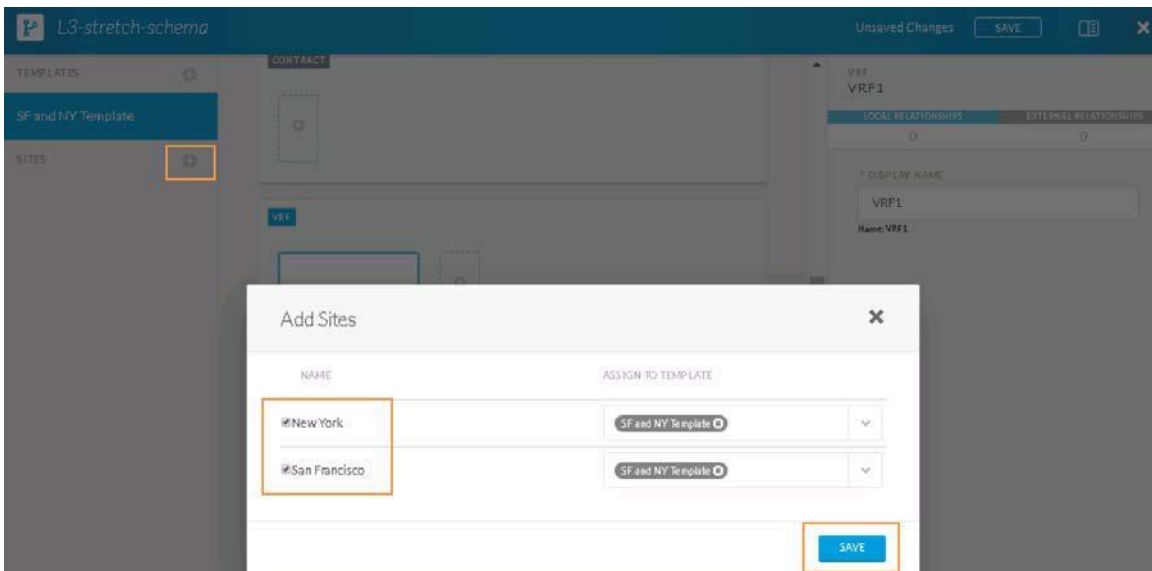 L3-stretch-schema
Unsaved Changes
SAVE
TEMPLATES
SF and NY Template
SITES
CONTRACT
VRF
VRF
VRF1
LOCAL RELATIONSHIPS
EXTERNAL RELATIONSHIPS
0
0
* DISPLAY NAME
VRF1
Name: VRF1
Add Sites
NAME
ASSIGN TO TEMPLATE
New York
SF and NY Template
San Francisco
SF and NY Template
SAVE